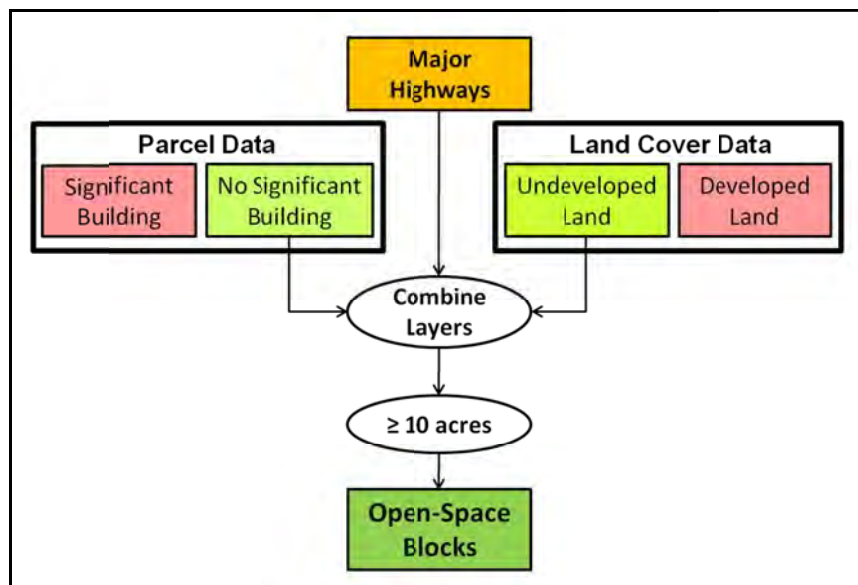 Major
Highways
Parcel Data
Significant
Building
No Significant
Building
Land Cover Data
Undeveloped
Land
Developed
Land
Combine
Layers
≥ 10 acres
Open-Space
Blocks